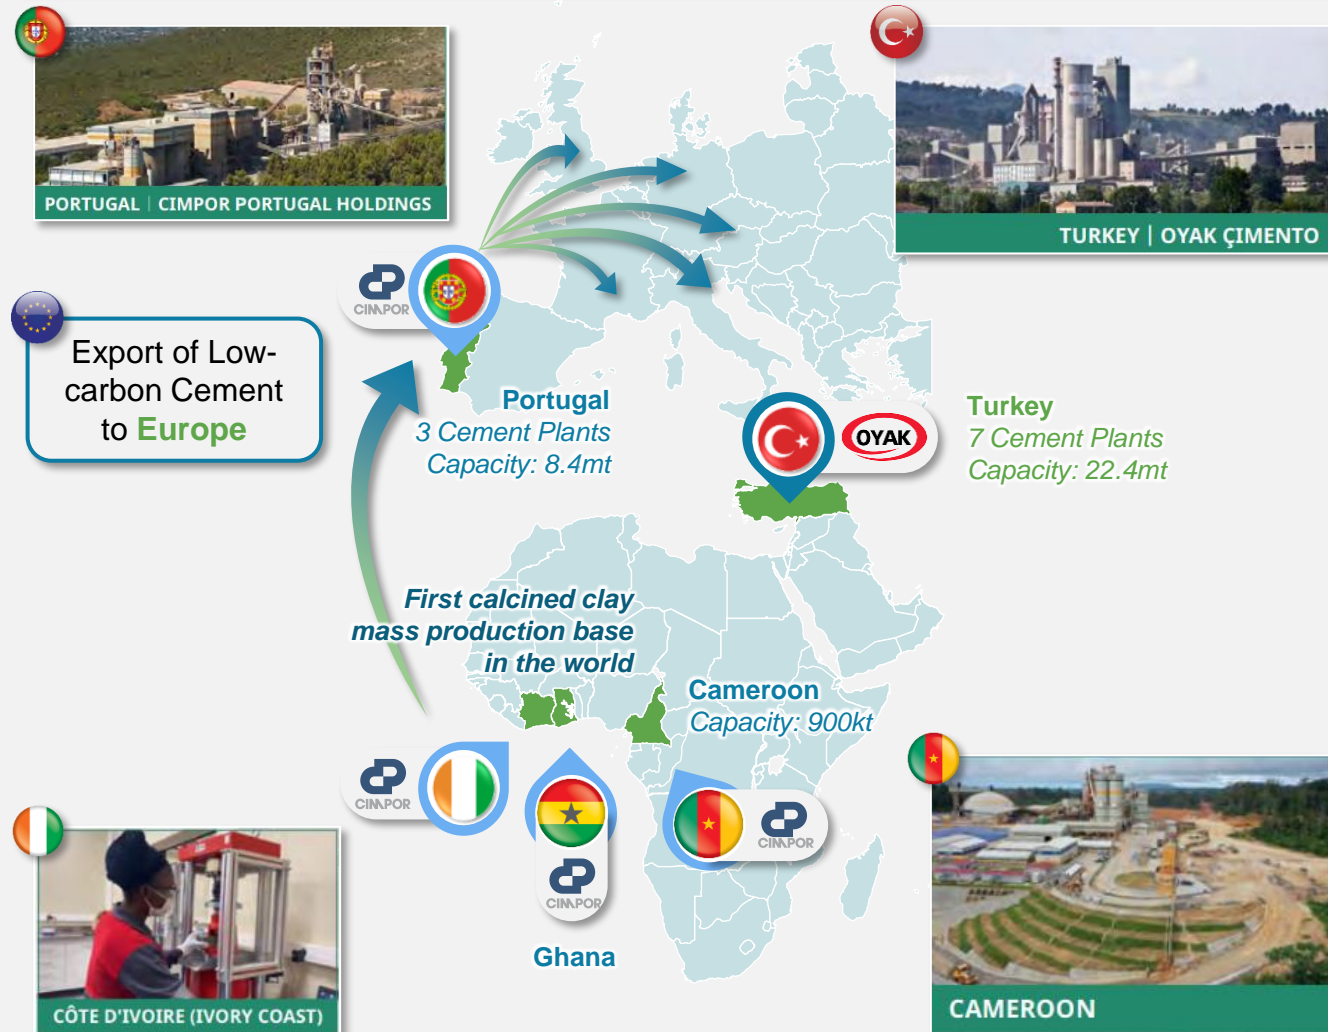 PORTUGAL | CIMPOR PORTUGAL HOLDINGS
TURKEY | OYAK ÇIMENTO
CIMPOR
Export of Low-
carbon Cement
to Europe
Portugal
3 Cement Plants
Capacity: 8.4mt
OYAK
Turkey
7 Cement Plants
Capacity: 22.4mt
First calcined clay
mass production base
in the world
Cameroon
Capacity: 900kt
CIMPOR
CIMPOR
CIMPOR
Ghana
CÔTE D'IVOIRE (IVORY COAST)
CAMEROON